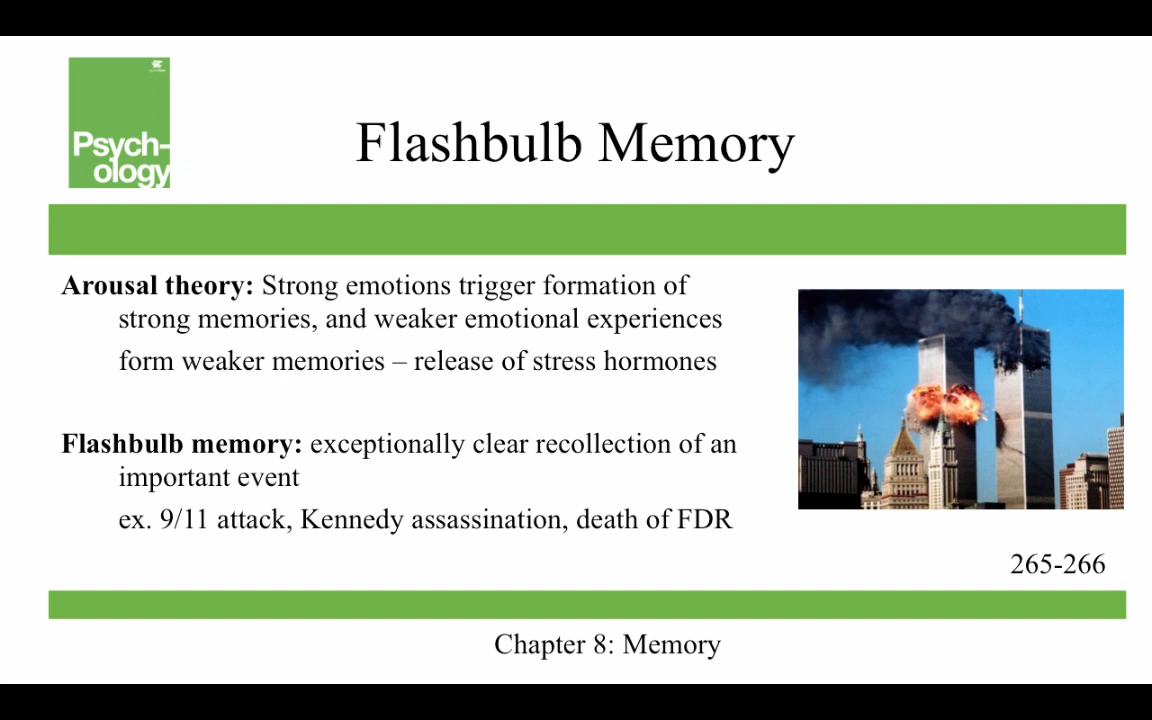 Psych-
ology
Flashbulb Memory
Arousal theory: Strong emotions trigger formation of
strong memories, and weaker emotional experiences
form weaker memories – release of stress hormones
Flashbulb memory: exceptionally clear recollection of an
important event
ex. 9/11 attack, Kennedy assassination, death of FDR
265-266
Chapter 8: Memory